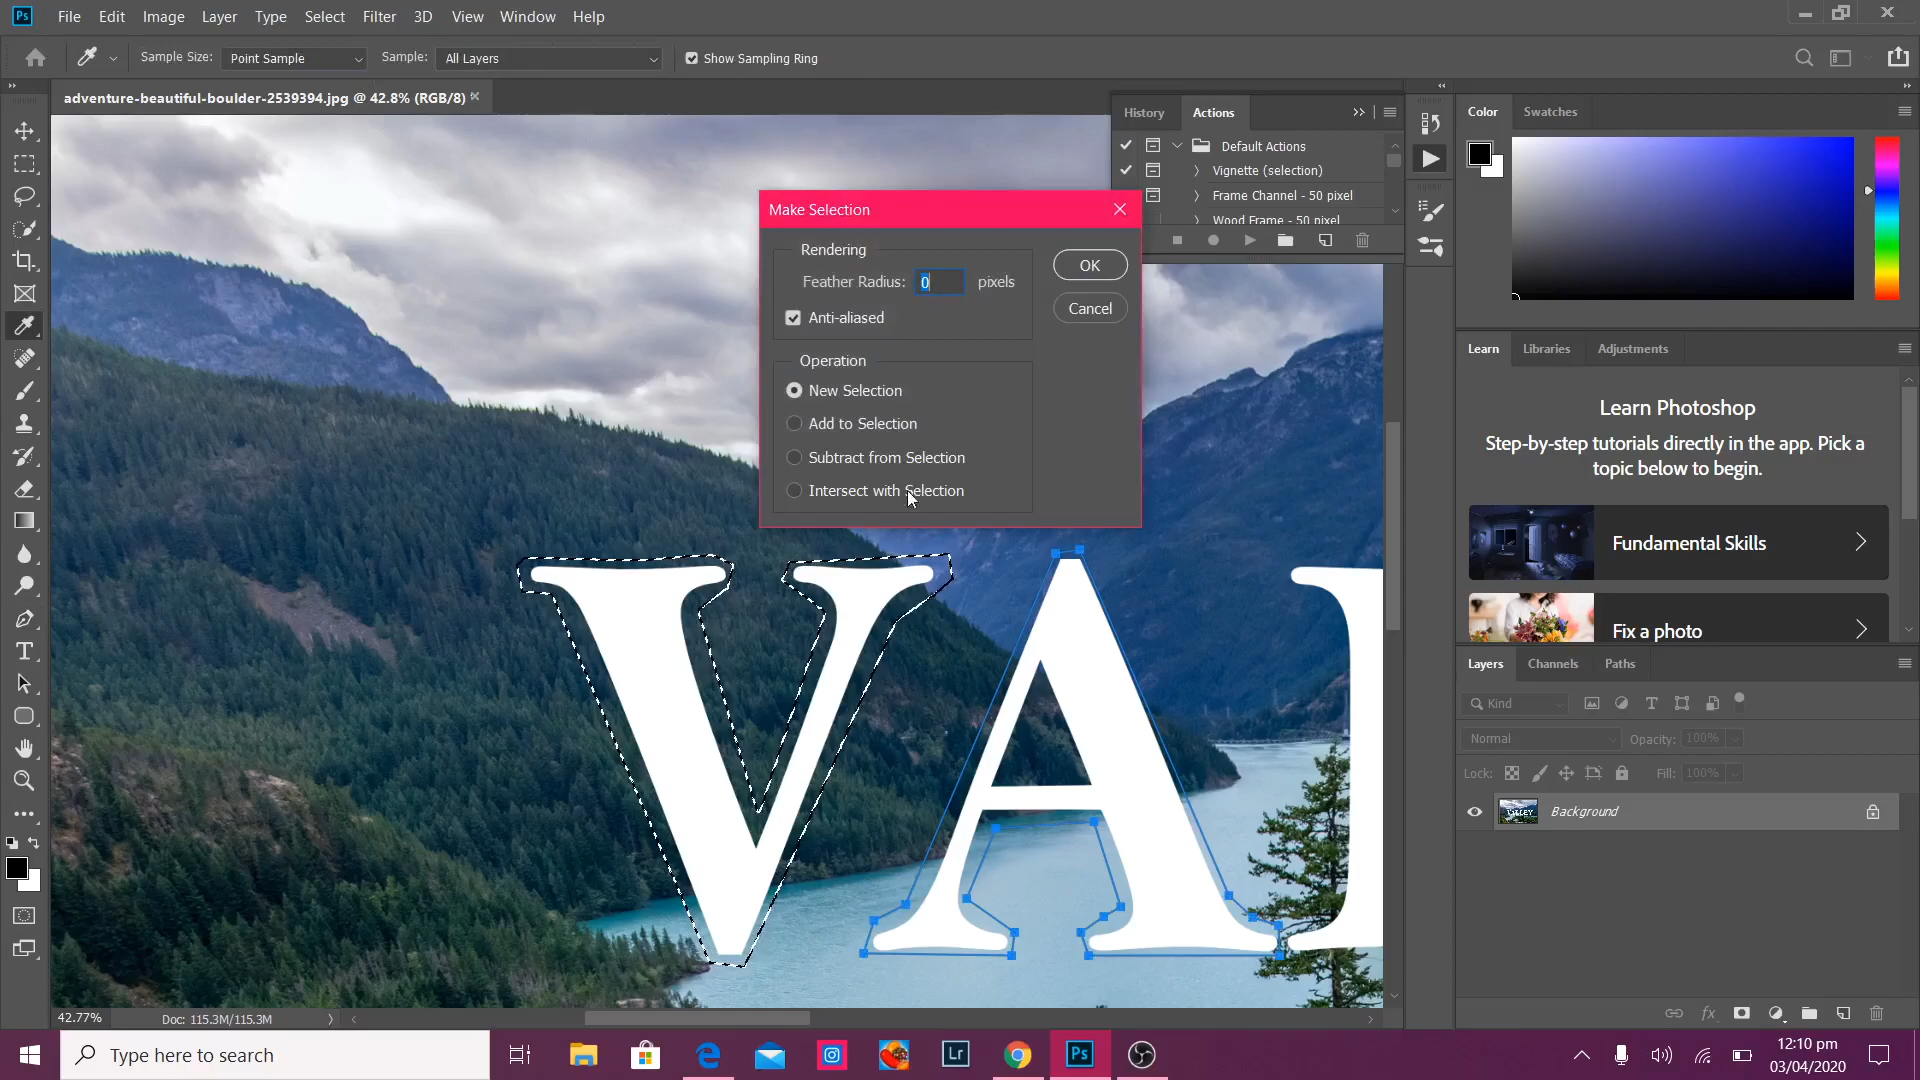 Ps File Edit Image Layer Type Select Filter 3D View Window Help
Sample Size: Point Sample Sample: All Layers Show Sampling Ring
adventure-beautiful-boulder-2539394.jpg @ 42.8% (RGB/8)
History Actions
Default Actions
Vignette (selection)
Frame Channel - 50 pixel
Wood Frame - 50 pixel
Make Selection
Rendering
Feather Radius: 0 pixels
Anti-aliased
OK
Cancel
Operation
New Selection
Add to Selection
Subtract from Selection
Intersect with Selection
VA
Color Swatches
Learn Libraries Adjustments
Learn Photoshop
Step-by-step tutorials directly in the app. Pick a
topic below to begin.
Fundamental Skills
Fix a photo
Layers Channels Paths
Kind
Normal Opacity: 100%
Lock: Fill: 100%
Background
fx
42.77% Doc: 115.3M/115.3M
Type here to search
Lr Ps
12:10 pm
03/04/2020